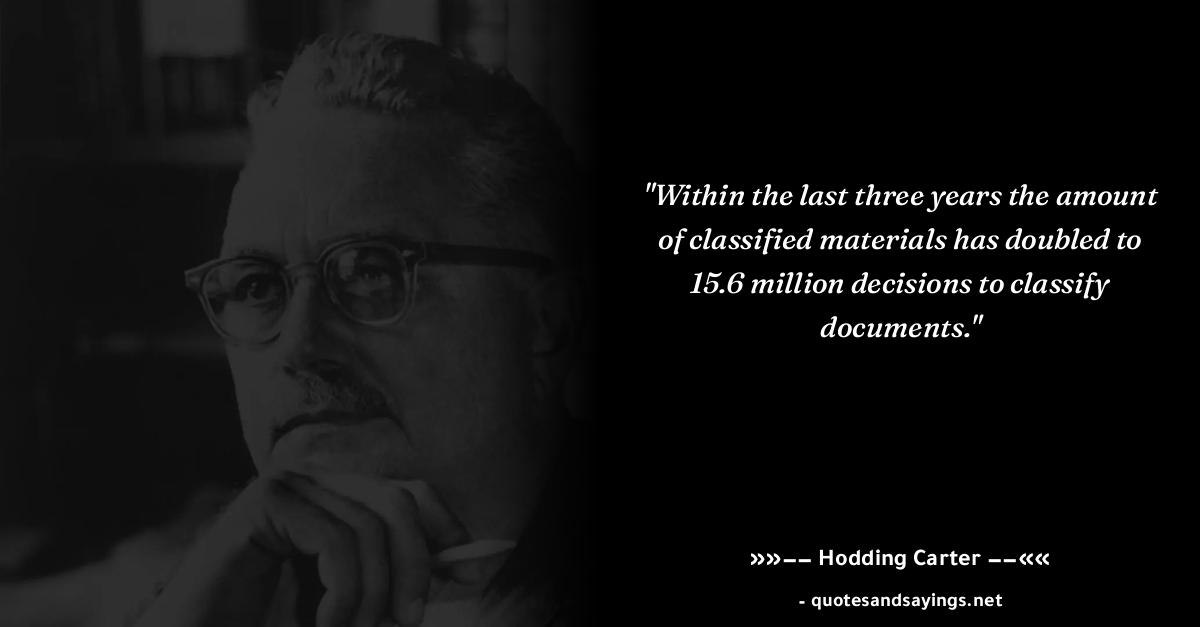 "Within the last three years the amount
of classified materials has doubled to
15.6 million decisions to classify
documents."
»»−− Hodding Carter −−««
- quotesandsayings.net